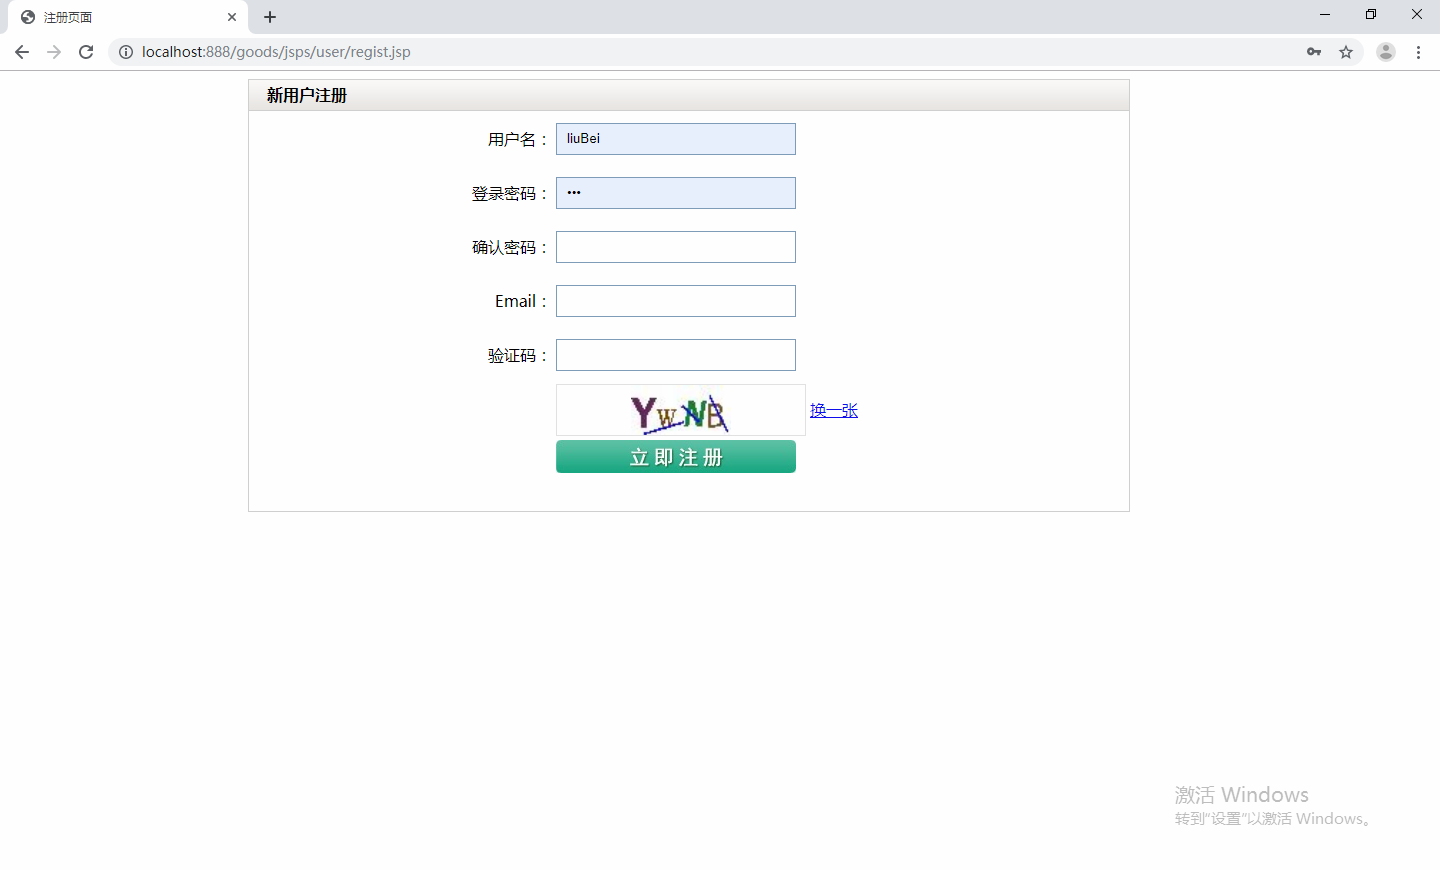 注册页面
localhost:888/goods/jsps/user/regist.jsp
新用户注册
用户名： liuBei
登录密码： •••
确认密码：
Email：
验证码：
YwNB 换一张
立即注册
激活 Windows
转到"设置"以激活 Windows。